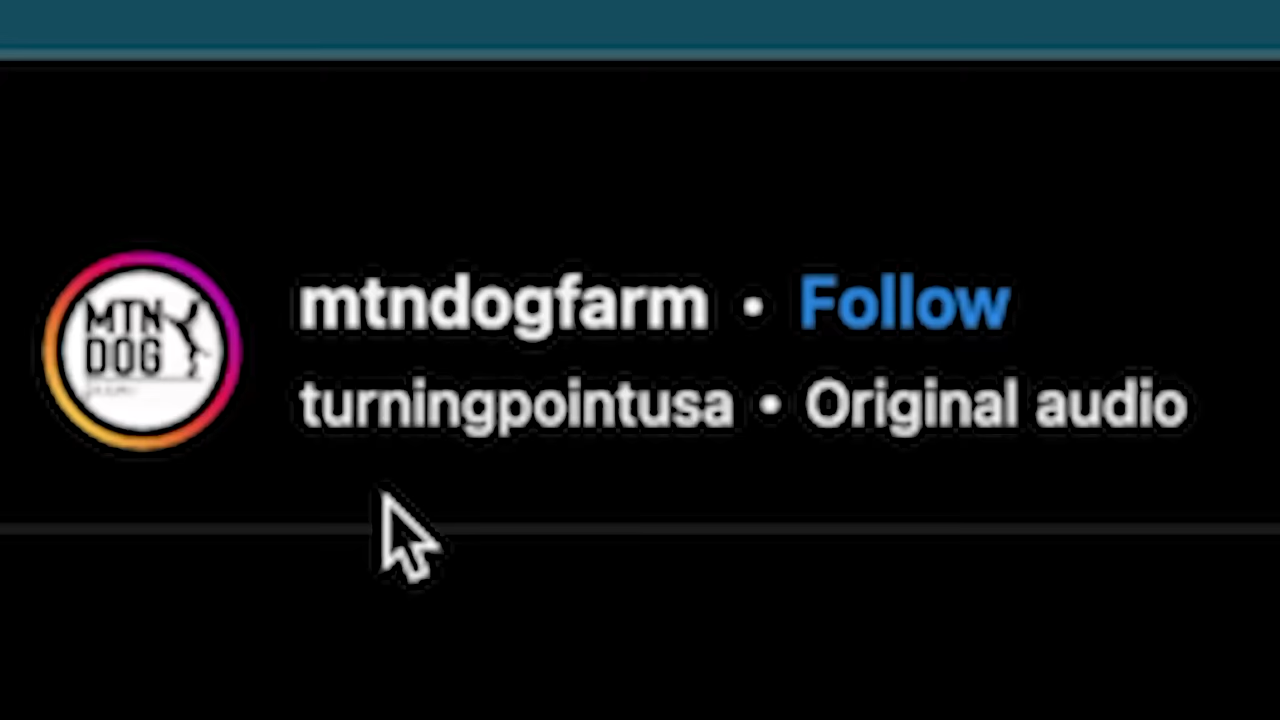 MTN
DOG
mtndogfarm • Follow
turningpointusa • Original audio